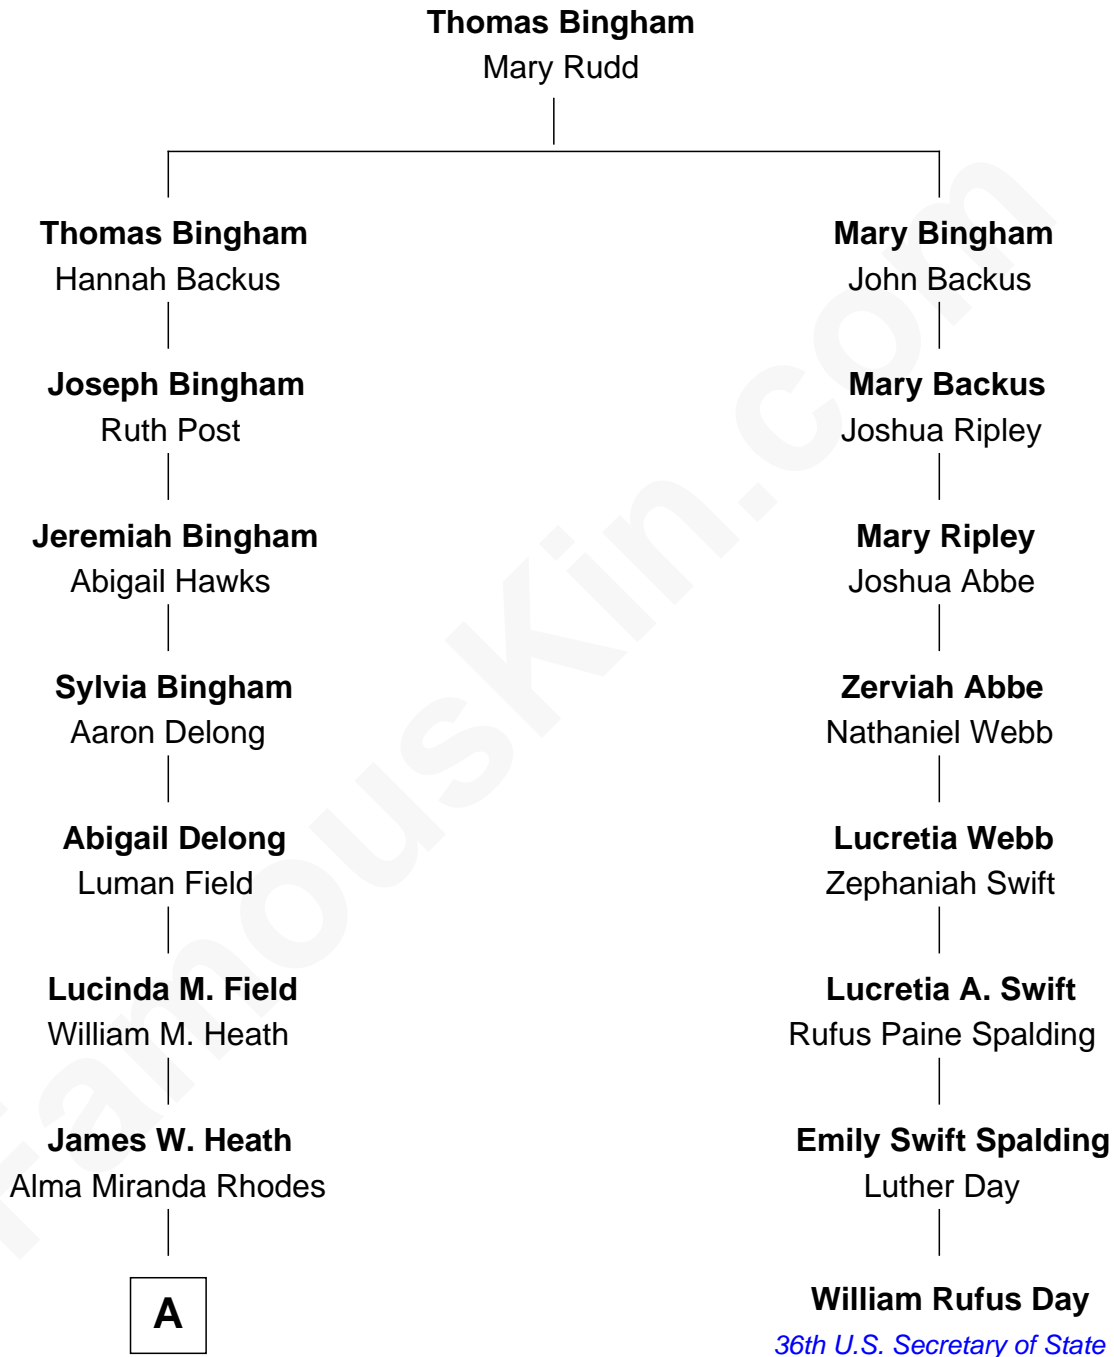 Thomas Bingham
Mary Rudd
Thomas Bingham
Hannah Backus
Mary Bingham
John Backus
Joseph Bingham
Ruth Post
Mary Backus
Joshua Ripley
Jeremiah Bingham
Abigail Hawks
Mary Ripley
Joshua Abbe
Sylvia Bingham
Aaron Delong
Zerviah Abbe
Nathaniel Webb
Abigail Delong
Luman Field
Lucretia Webb
Zephaniah Swift
Lucinda M. Field
William M. Heath
Lucretia A. Swift
Rufus Paine Spalding
James W. Heath
Alma Miranda Rhodes
Emily Swift Spalding
Luther Day
A
William Rufus Day
36th U.S. Secretary of State
FamousKin.com